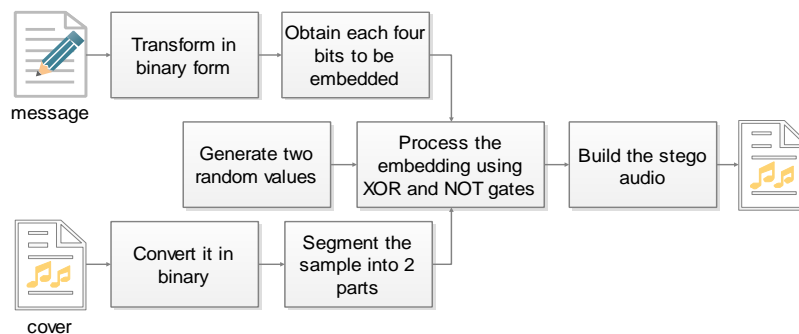 message
Transform in
binary form
Obtain each four
bits to be
embedded
Generate two
random values
Process the
embedding using
XOR and NOT gates
Build the stego
audio
cover
Convert it in
binary
Segment the
sample into 2
parts